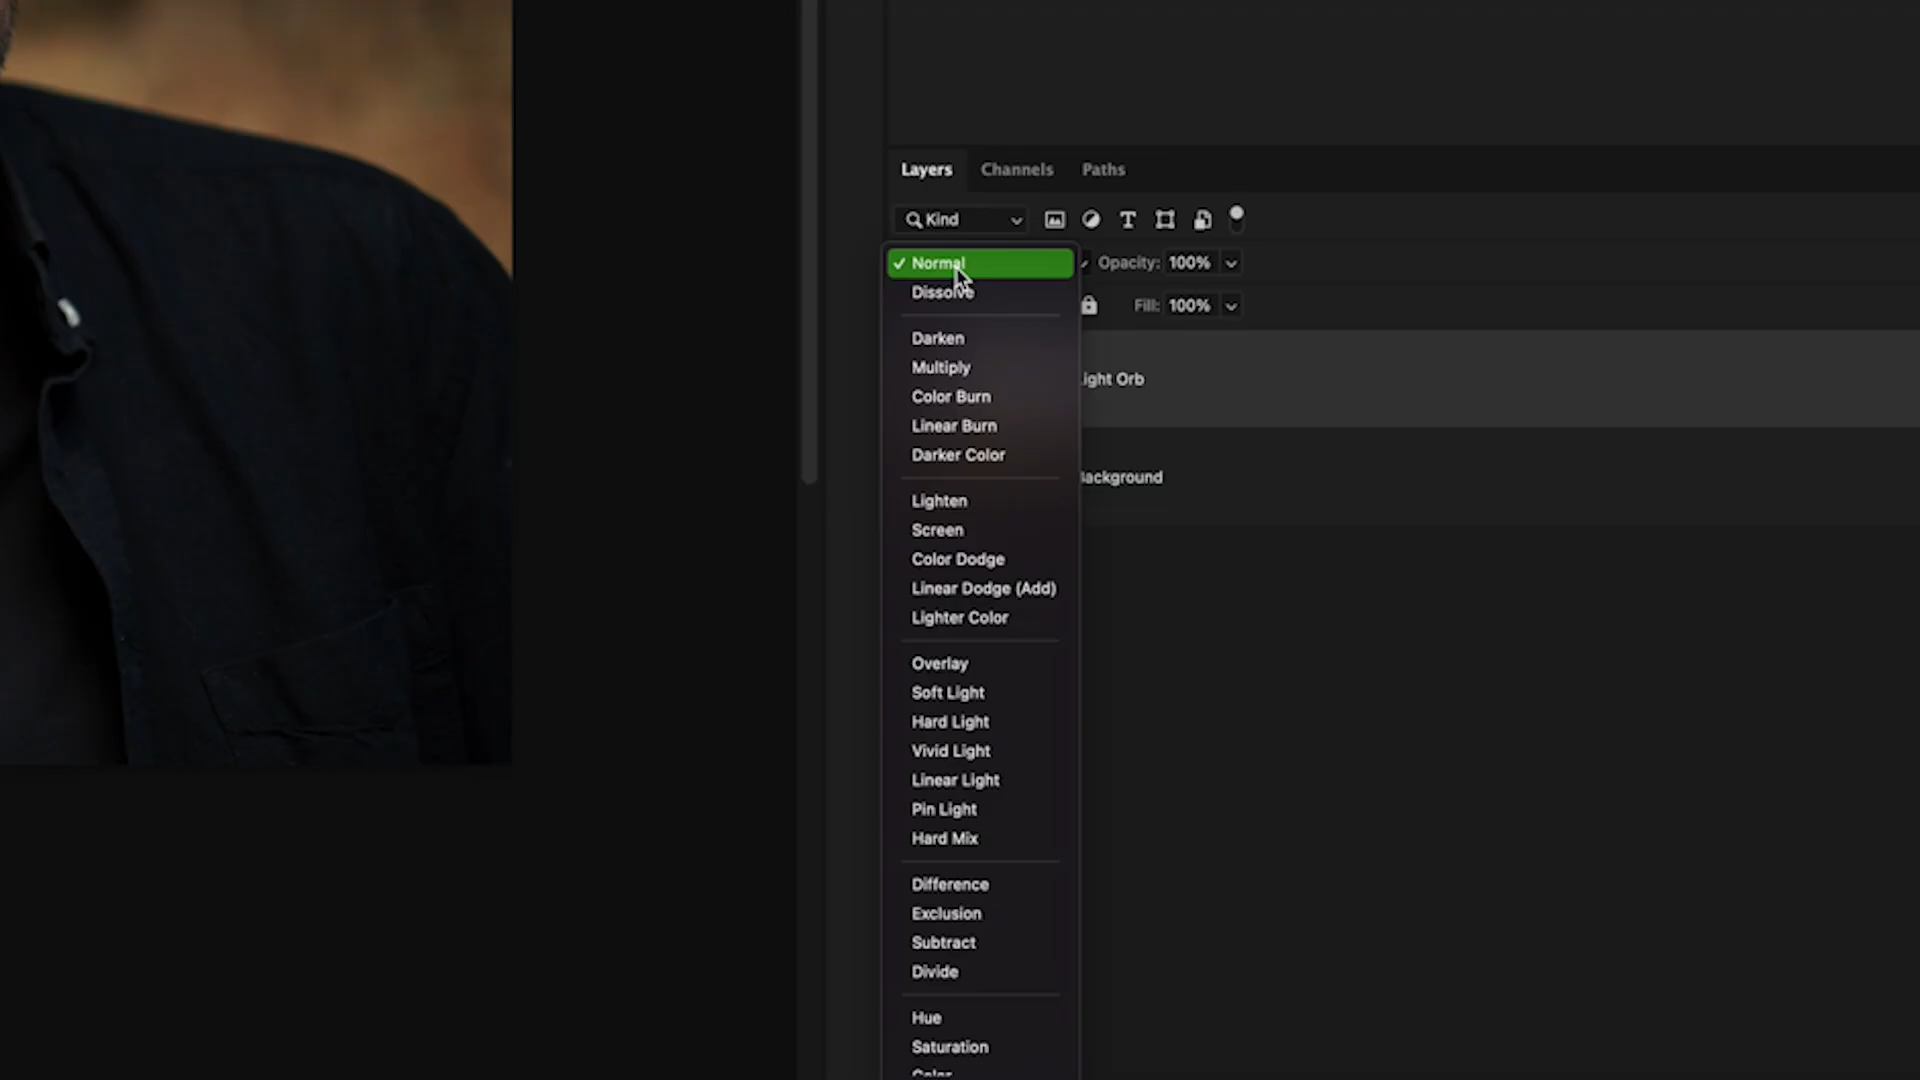 Layers Channels Paths
Kind
Normal Opacity: 100%
Dissolve
Fill: 100%
Darken
Multiply
ight Orb
Color Burn
Linear Burn
Darker Color
ackground
Lighten
Screen
Color Dodge
Linear Dodge (Add)
Lighter Color
Overlay
Soft Light
Hard Light
Vivid Light
Linear Light
Pin Light
Hard Mix
Difference
Exclusion
Subtract
Divide
Hue
Saturation
Color